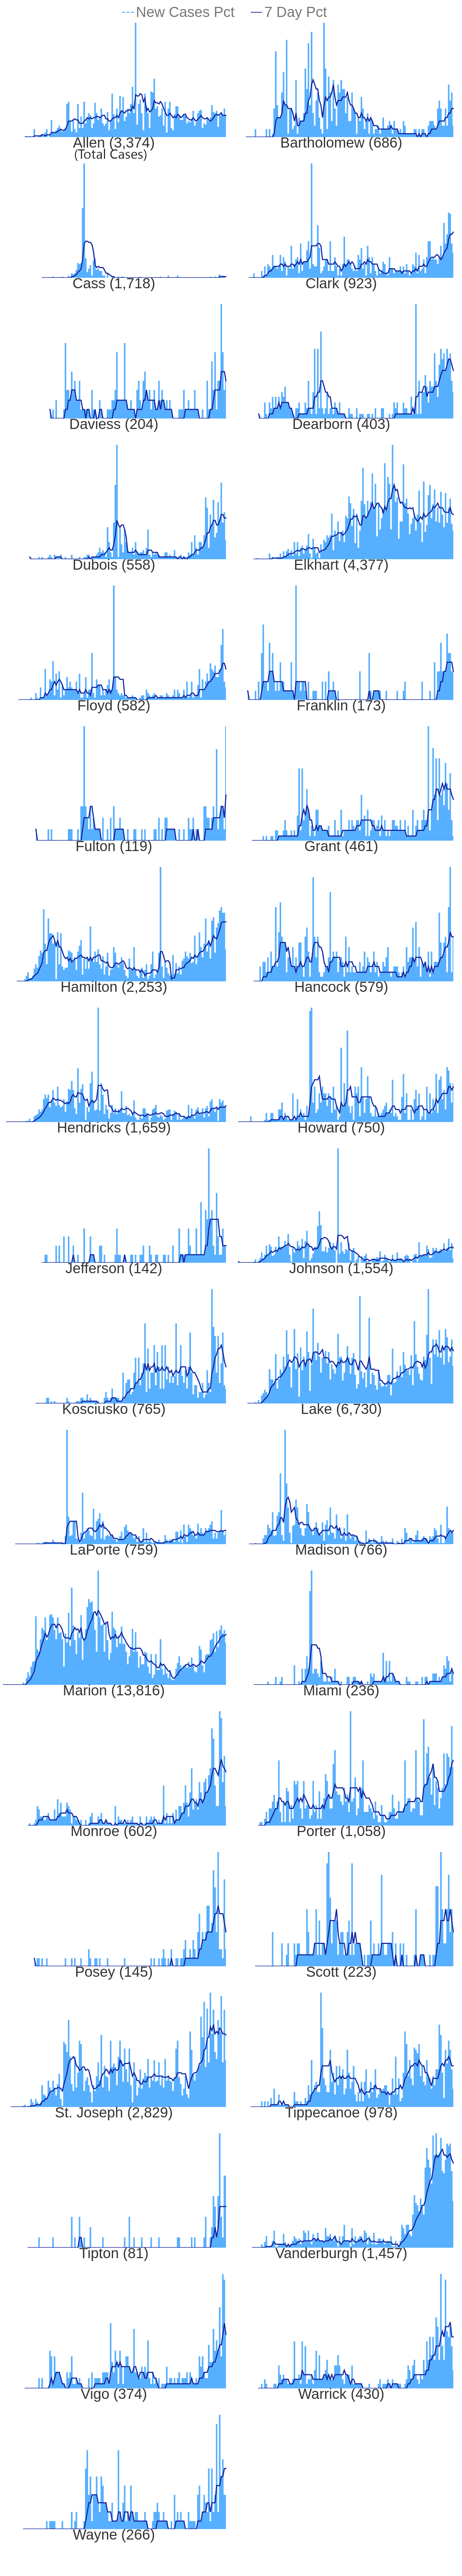 New Cases Pct 7 Day Pct
Allen (3,374) Bartholomew (686)
(Total Cases)
Cass (1,718) Clark (923)
Daviess (204) Dearborn (403)
Dubois (558) Elkhart (4,377)
Floyd (582) Franklin (173)
Fulton (119) Grant (461)
Hamilton (2,253) Hancock (579)
Hendricks (1,659) Howard (750)
Jefferson (142) Johnson (1,554)
Kosciusko (765) Lake (6,730)
LaPorte (759) Madison (766)
Marion (13,816) Miami (236)
Monroe (602) Porter (1,058)
Posey (145) Scott (223)
St. Joseph (2,829) Tippecanoe (978)
Tipton (81) Vanderburgh (1,457)
Vigo (374) Warrick (430)
Wayne (266)